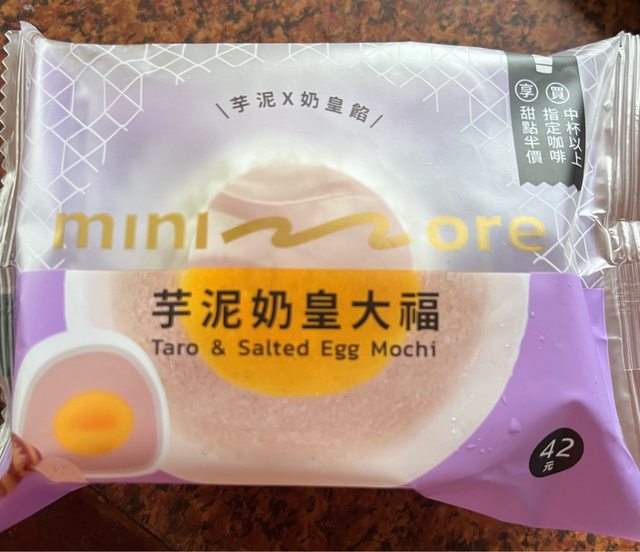 \芋泥X奶皇餡/
買 中杯以上
指定咖啡
享 甜點半價
mini more
芋泥奶皇大福
Taro & Salted Egg Mochi
42
元